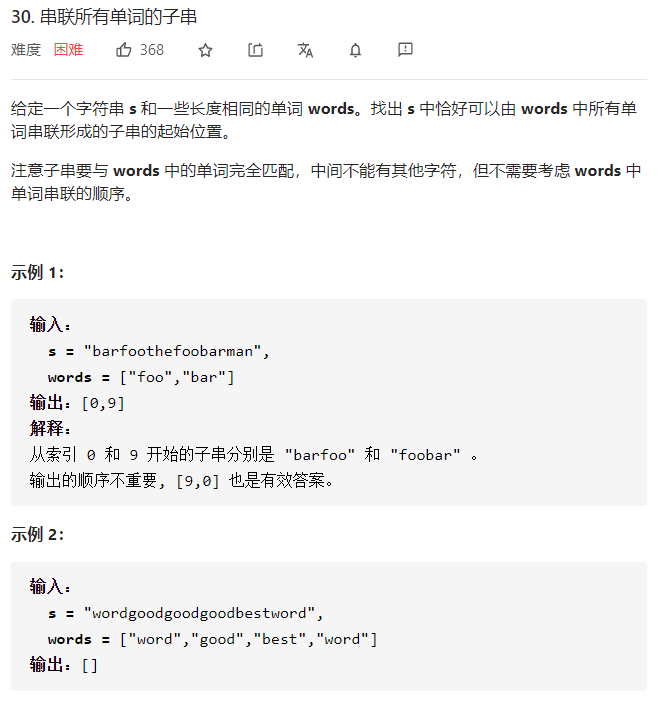 30. 串联所有单词的子串
难度 困难 368
给定一个字符串 s 和一些长度相同的单词 words。找出 s 中恰好可以由 words 中所有单
词串联形成的子串的起始位置。
注意子串要与 words 中的单词完全匹配，中间不能有其他字符，但不需要考虑 words 中
单词串联的顺序。
示例 1：
输入：
s = "barfoothefoobarman",
words = ["foo","bar"]
输出：[0,9]
解释：
从索引 0 和 9 开始的子串分别是 "barfoo" 和 "foobar" 。
输出的顺序不重要, [9,0] 也是有效答案。
示例 2：
输入：
s = "wordgoodgoodgoodbestword",
words = ["word","good","best","word"]
输出：[]